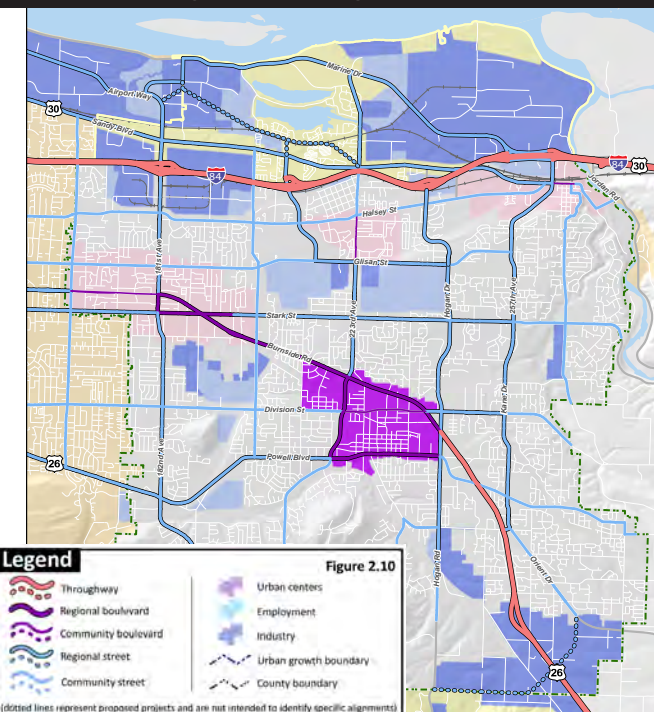 Marine Dr
Airport Way
30
Sandy Blvd
84
84
30
Jordan Rd
Halsey St
181st Ave
Glisan St
257th Ave
Hogan Dr
223rd Ave
Stark St
Burnside Rd
Kane Dr
Division St
182nd Ave
Powell Blvd
26
Hogan Rd
Orient Dr
26
Legend
Figure 2.10
Throughway
Regional boulevard
Community boulevard
Regional street
Community street
Urban centers
Employment
Industry
Urban growth boundary
County boundary
(dotted lines represent proposed projects and are not intended to identify specific alignments)